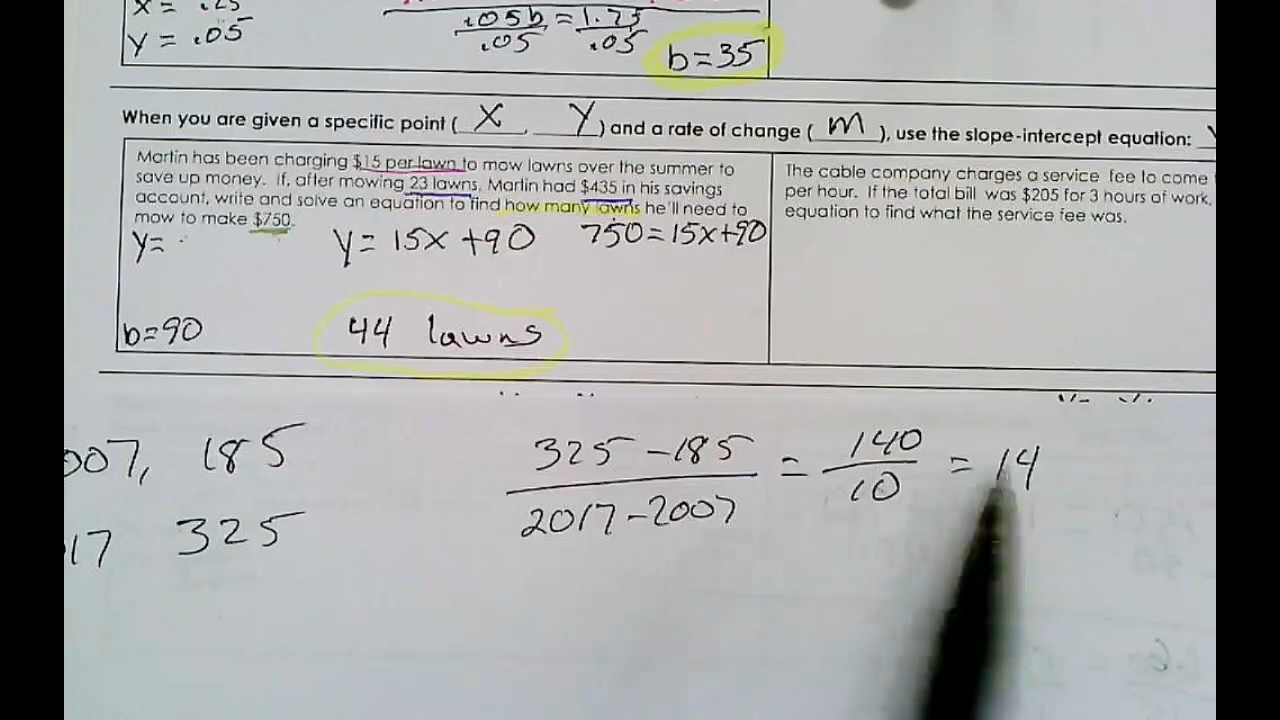 x = .25
y = .05
.05b = 1.75
.05 .05
b=35
When you are given a specific point ( x , y ) and a rate of change ( m ), use the slope-intercept equation:
Martin has been charging $15 per lawn to mow lawns over the summer to
save up money. If, after mowing 23 lawns, Martin had $435 in his savings
account, write and solve an equation to find how many lawns he'll need to
mow to make $750.
y= y= 15x +90 750=15x+90
b=90 44 lawns
The cable company charges a service fee to come
per hour. If the total bill was $205 for 3 hours of work,
equation to find what the service fee was.
007, 185
17 325
325 -185 = 140 = 14
2017-2007 10